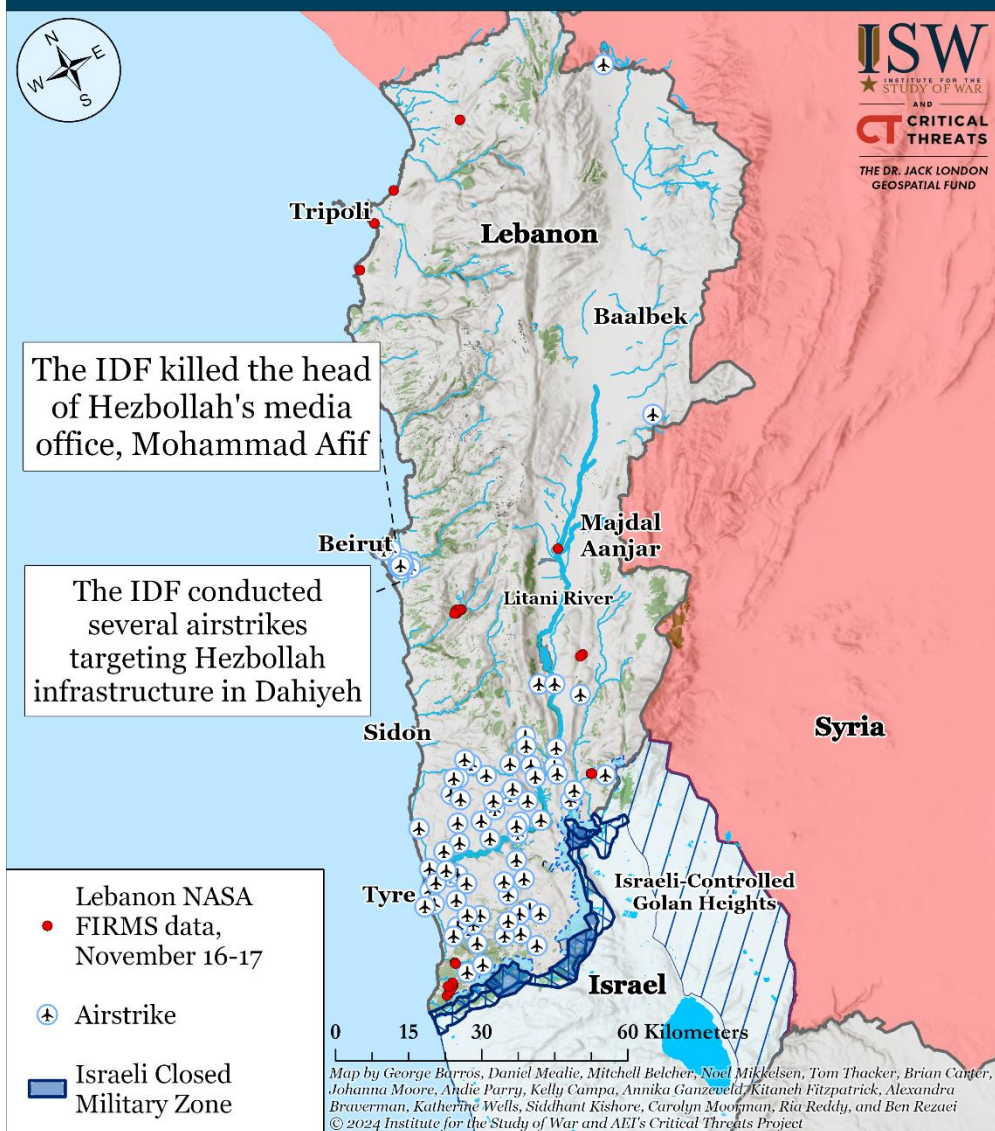 N
E
W
S
ISW
INSTITUTE FOR THE
STUDY OF WAR
AND
CT CRITICAL
THREATS
THE DR. JACK LONDON
GEOSPATIAL FUND
Tripoli
Lebanon
Baalbek
The IDF killed the head
of Hezbollah's media
office, Mohammad Afif
Beirut
Majdal
Aanjar
The IDF conducted
several airstrikes
targeting Hezbollah
infrastructure in Dahiyeh
Litani River
Sidon
Syria
Tyre
Israeli-Controlled
Golan Heights
Israel
Lebanon NASA
FIRMS data,
November 16-17
Airstrike
Israeli Closed
Military Zone
0 15 30 60 Kilometers
Map by George Barros, Daniel Mealie, Mitchell Belcher, Noel Mikkelsen, Tom Thacker, Brian Carter,
Johanna Moore, Andie Parry, Kelly Campa, Annika Ganzeveld, Kitaneh Fitzpatrick, Alexandra
Braverman, Katherine Wells, Siddhant Kishore, Carolyn Moorman, Ria Reddy, and Ben Rezaei
© 2024 Institute for the Study of War and AEI's Critical Threats Project